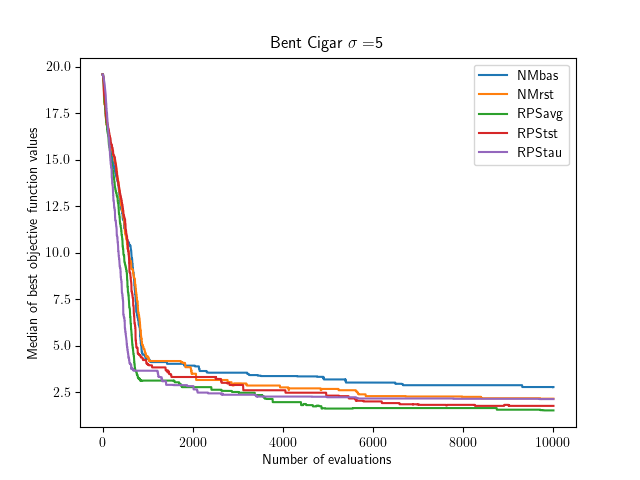 Bent Cigar σ =5
20.0
17.5
15.0
12.5
10.0
7.5
5.0
2.5
Median of best objective function values
NMbas
NMrst
RPSavg
RPStst
RPStau
0 2000 4000 6000 8000 10000
Number of evaluations